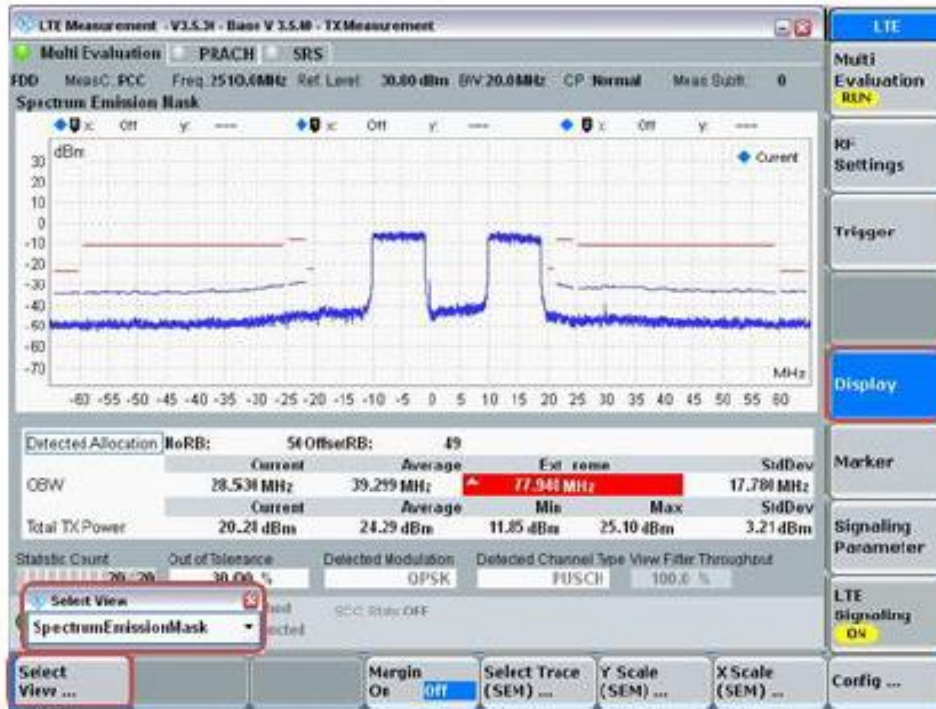 LTE Measurement - V3.5.30 - Base V 3.5.40 - TX Measurement
LTE
Multi Evaluation PRACH SRS
Multi Evaluation RUN
FDD MeasC. PCC Freq. 2510.0MHz Ref. Level: 30.80 dBm BW: 20.0MHz CP: Normal Meas Subfr.: 0
Spectrum Emission Mask
x: Off y: --- x: Off y: --- x: Off y: ---
dBm
Current
30
20
10
0
-10
-20
-30
-40
-50
-60
-70
MHz
-60 -55 -50 -45 -40 -35 -30 -25 -20 -15 -10 -5 0 5 10 15 20 25 30 35 40 45 50 55 60
RF Settings
Trigger
Display
Marker
Signaling Parameter
LTE Signaling ON
Config ...
Detected Allocation NoRB: 50 OffsetRB: 49
Current Average Extreme StdDev
OBW 28.530 MHz 39.299 MHz 77.940 MHz 17.780 MHz
Current Average Min Max StdDev
Total TX Power 20.20 dBm 24.29 dBm 11.85 dBm 25.10 dBm 3.21 dBm
Statistic Count Out of Tolerance Detected Modulation Detected Channel Type View Filter Throughput
20 / 20 30.00 % QPSK PUSCH 100.0 %
Select View
SCC State OFF
SpectrumEmissionMask
Select View ...
Margin On Off
Select Trace (SEM) ...
Y Scale (SEM) ...
X Scale (SEM) ...